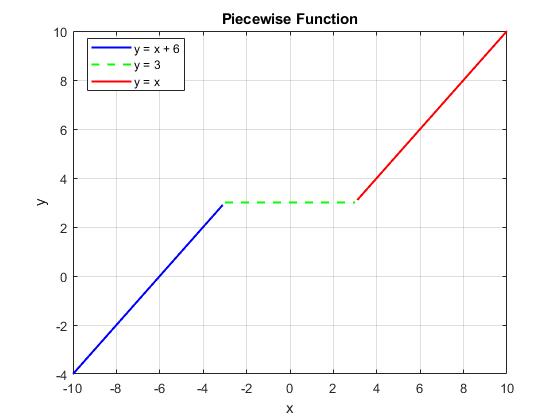 Piecewise Function
y = x + 6
y = 3
y = x
10
8
6
4
2
0
-2
-4
y
-10 -8 -6 -4 -2 0 2 4 6 8 10
x